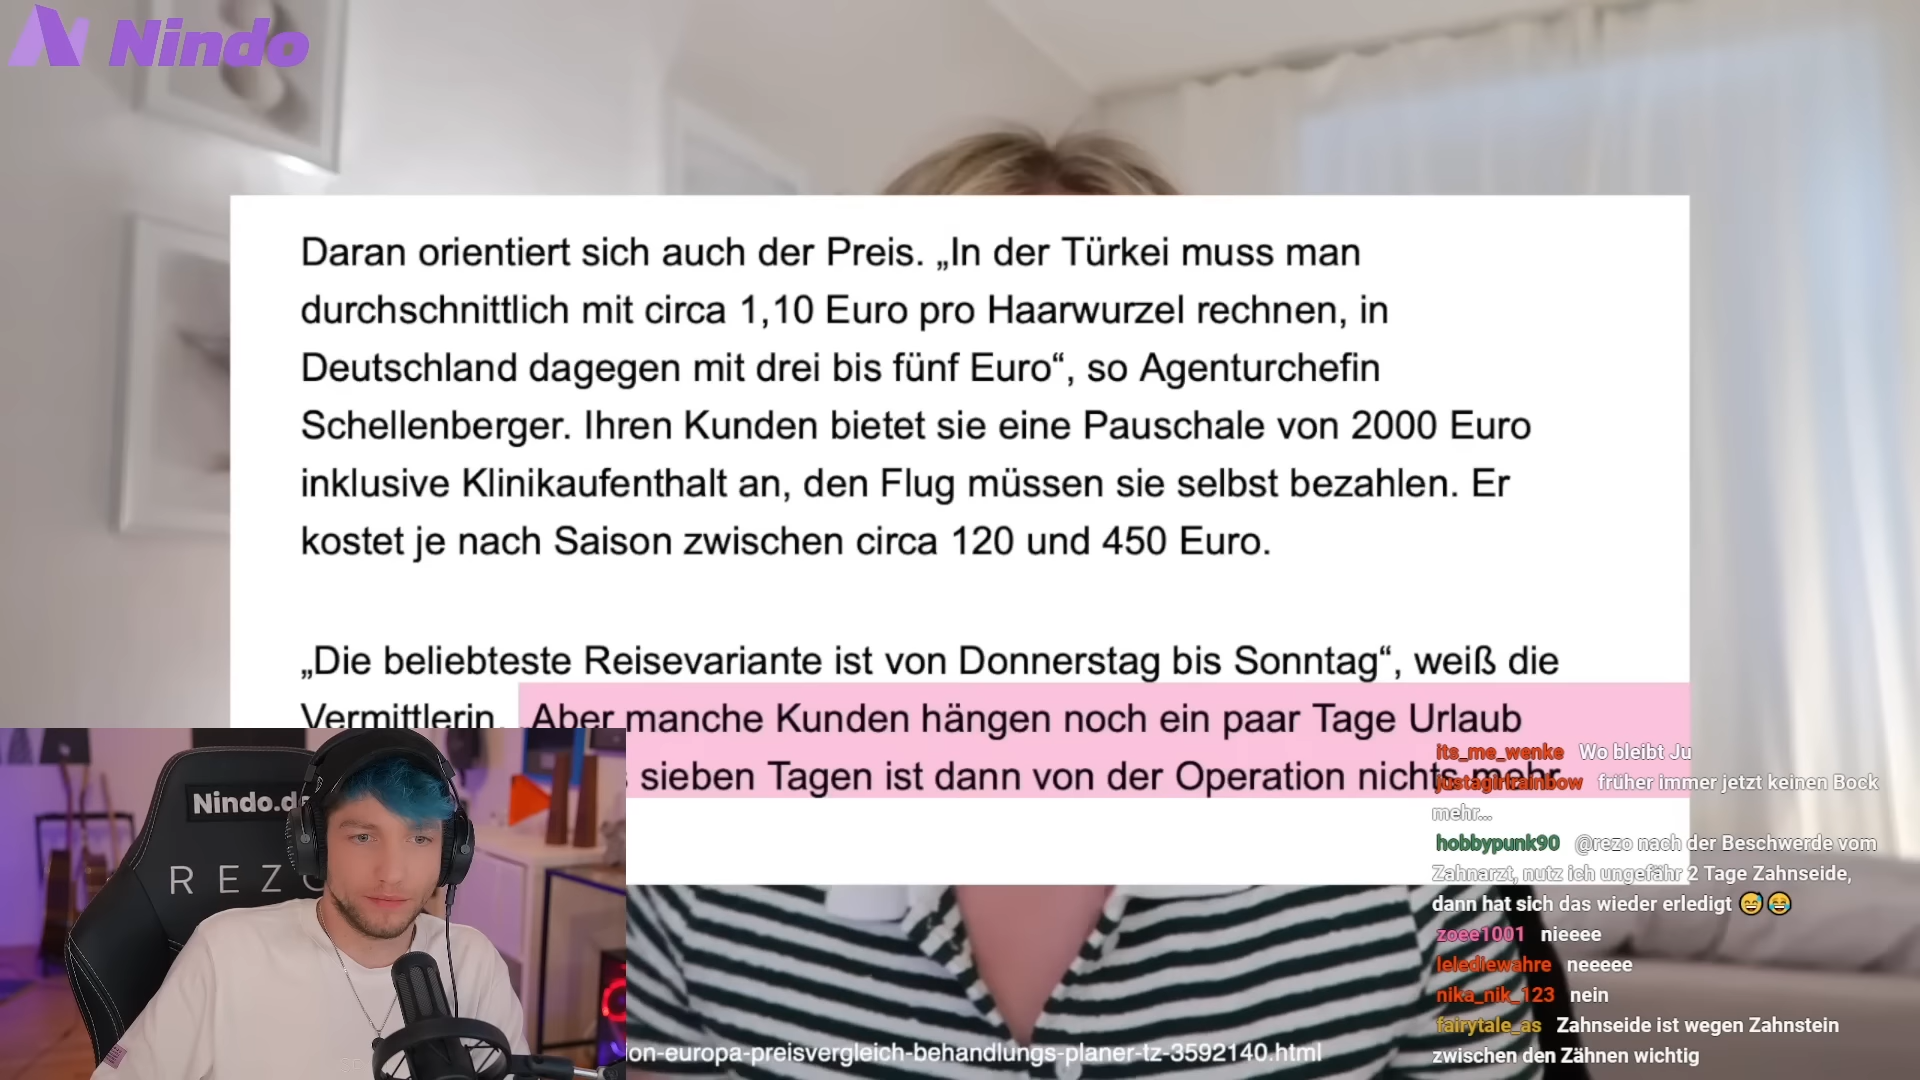 Nindo
Daran orientiert sich auch der Preis. „In der Türkei muss man
durchschnittlich mit circa 1,10 Euro pro Haarwurzel rechnen, in
Deutschland dagegen mit drei bis fünf Euro“, so Agenturchefin
Schellenberger. Ihren Kunden bietet sie eine Pauschale von 2000 Euro
inklusive Klinikaufenthalt an, den Flug müssen sie selbst bezahlen. Er
kostet je nach Saison zwischen circa 120 und 450 Euro.
„Die beliebteste Reisevariante ist von Donnerstag bis Sonntag“, weiß die
Vermittlerin. „Aber manche Kunden hängen noch ein paar Tage Urlaub
sieben Tagen ist dann von der Operation nichts mehr
Nindo.d
REZO
its_me_wenke Wo bleibt Ju
justagirlrainbow früher immer jetzt keinen Bock
mehr...
hobbypunk90 @rezo nach der Beschwerde vom
Zahnarzt, nutz ich ungefähr 2 Tage Zahnseide,
dann hat sich das wieder erledigt 😅😂
zoee1001 nieeee
lelediewahre neeeee
nika_nik_123 nein
fairytale_as Zahnseide ist wegen Zahnstein
zwischen den Zähnen wichtig
ion-europa-preisvergleich-behandlungs-planer-tz-3592140.html